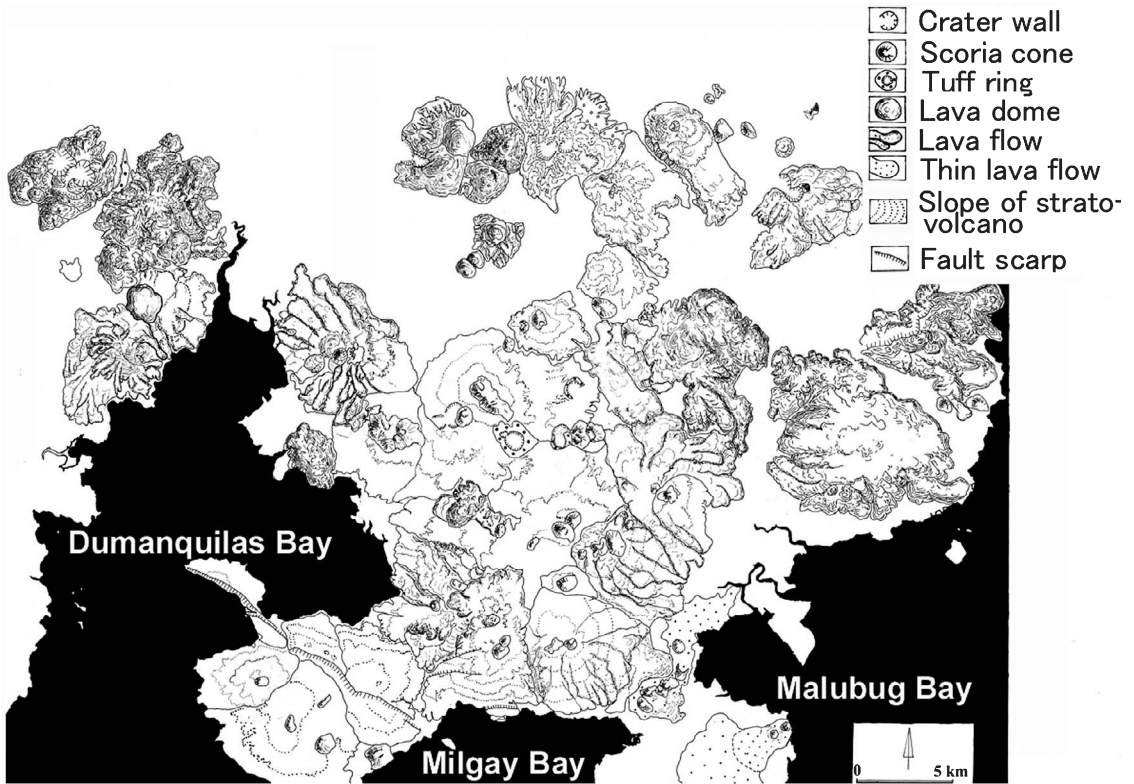 Crater wall
Scoria cone
Tuff ring
Lava dome
Lava flow
Thin lava flow
Slope of strato-
volcano
Fault scarp
Dumanquilas Bay
Malubug Bay
Milgay Bay
0 5 km